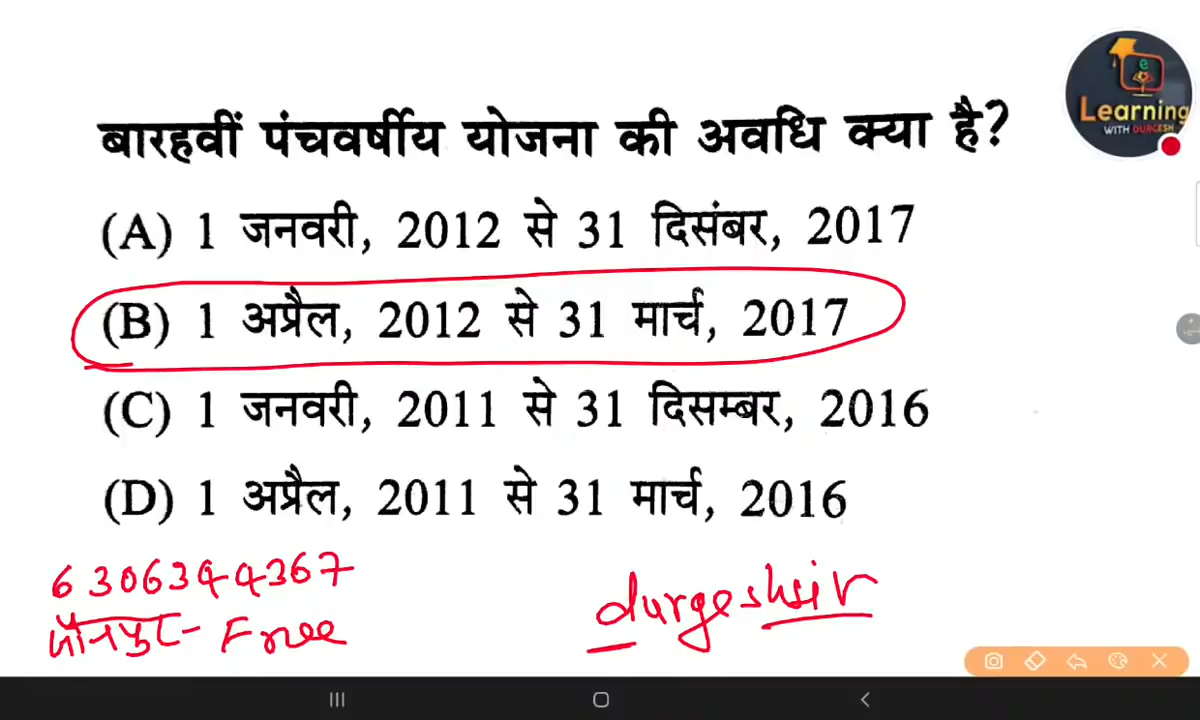 e
Learning
WITH DURGESH
बारहवीं पंचवर्षीय योजना की अवधि क्या है?
(A) 1 जनवरी, 2012 से 31 दिसंबर, 2017
(B) 1 अप्रैल, 2012 से 31 मार्च, 2017
(C) 1 जनवरी, 2011 से 31 दिसम्बर, 2016
(D) 1 अप्रैल, 2011 से 31 मार्च, 2016
6306344367
जौनपुर - Free
durgeshsir